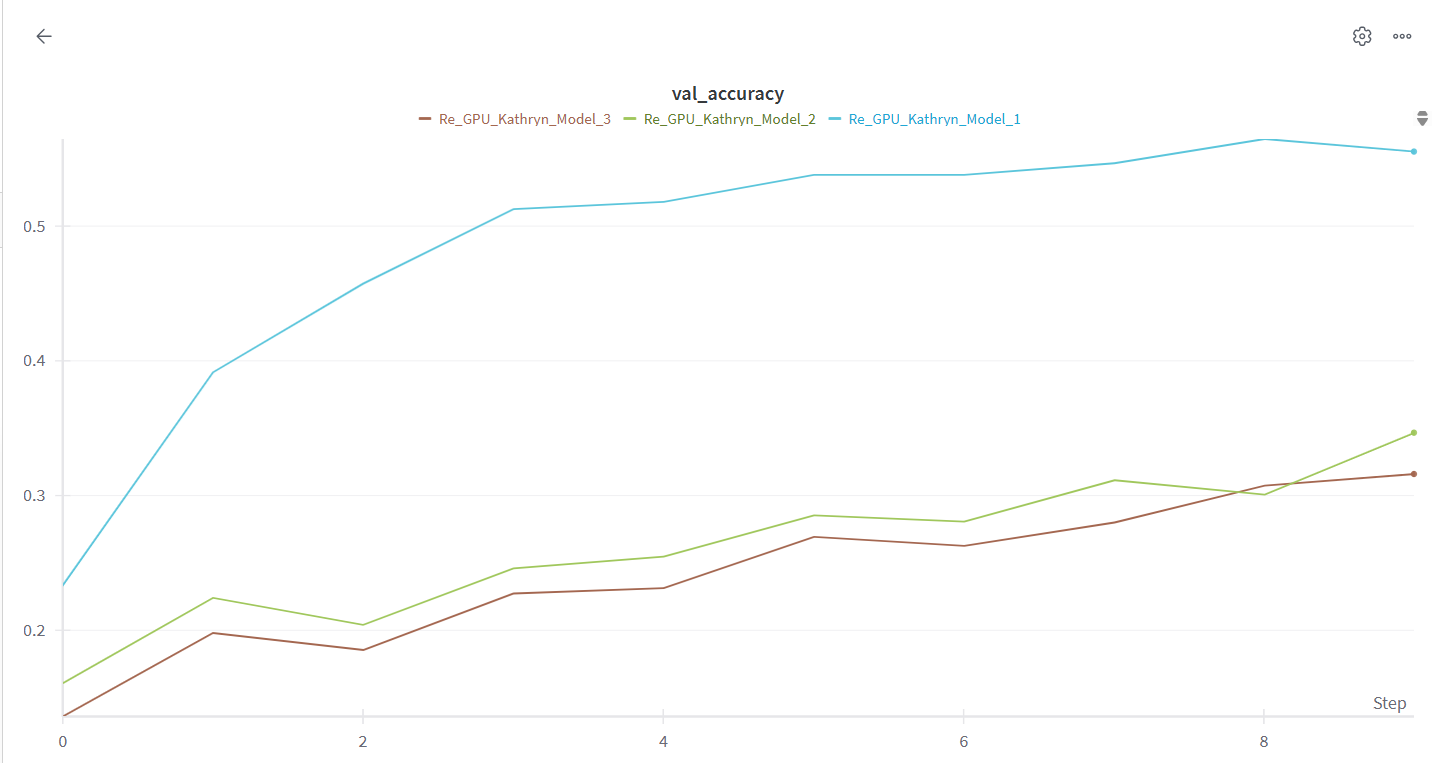 val_accuracy
Re_GPU_Kathryn_Model_3 Re_GPU_Kathryn_Model_2 Re_GPU_Kathryn_Model_1
0.5
0.4
0.3
0.2
Step
0 2 4 6 8